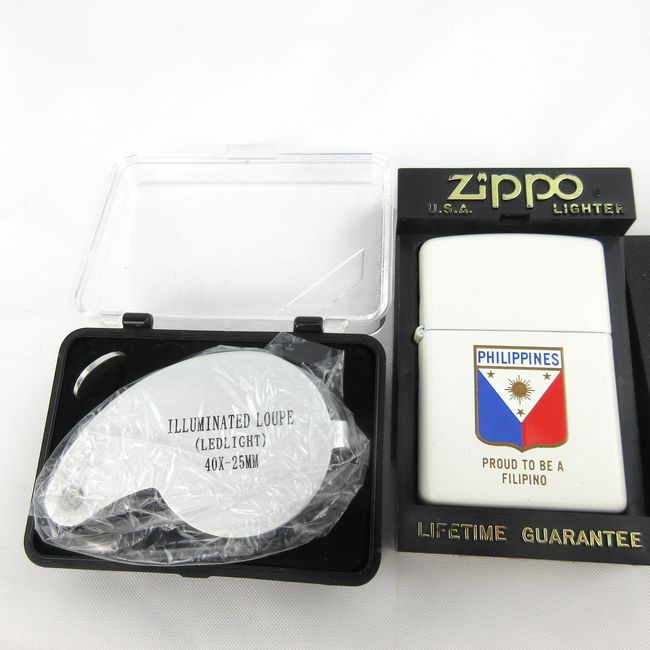 ILLUMINATED LOUPE
(LEDLIGHT)
40X-25MM
zippo
U.S.A. LIGHTER
PHILIPPINES
PROUD TO BE A
FILIPINO
LIFETIME GUARANTEE